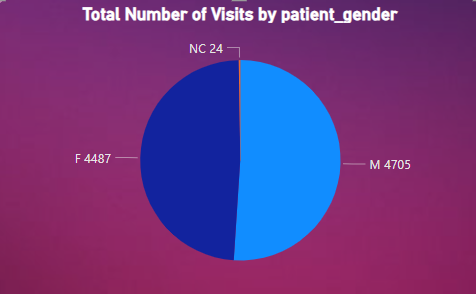 Total Number of Visits by patient_gender
NC 24
F 4487
M 4705